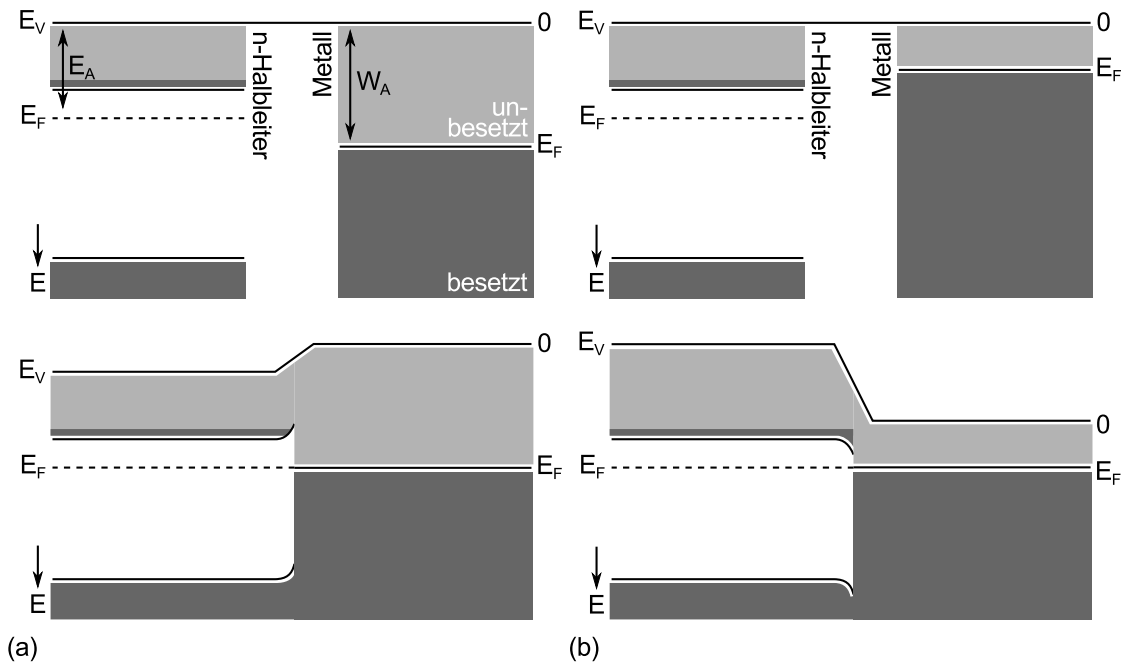 E_V
0
E_A
n-Halbleiter
Metall
W_A
un-
besetzt
E_F
E_F
E
besetzt
E_V
0
n-Halbleiter
Metall
E_F
E_F
E
E_V
0
E_F
E_F
E
(a)
E_V
0
E_F
E_F
E
(b)